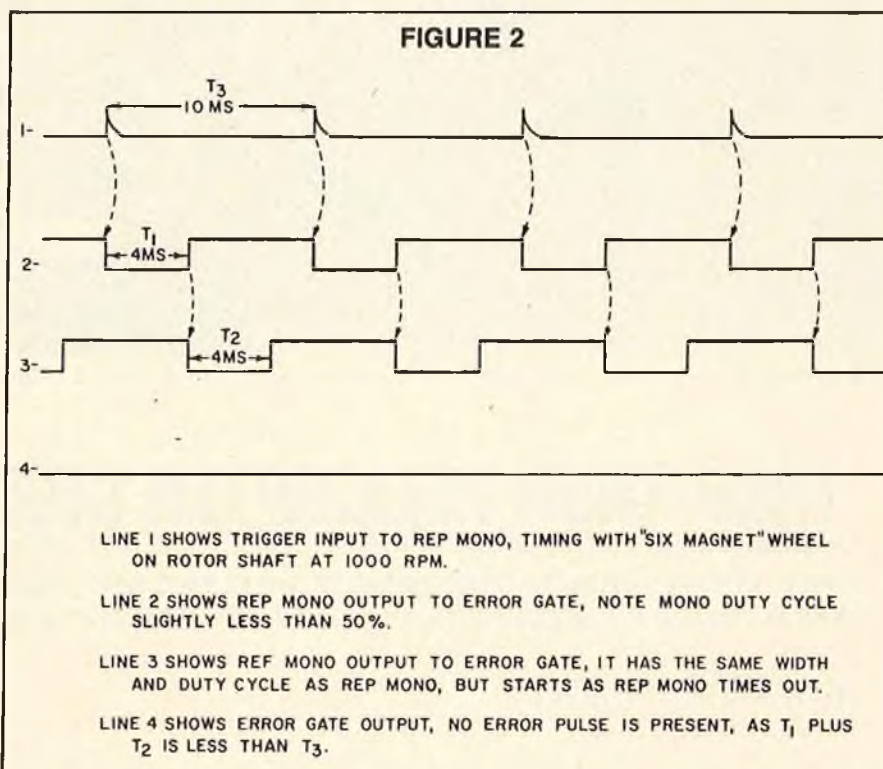 FIGURE 2
T3
10 MS
1-
T1
4MS
2-
T2
4MS
3-
4-
LINE 1 SHOWS TRIGGER INPUT TO REP MONO, TIMING WITH "SIX MAGNET" WHEEL
ON ROTOR SHAFT AT 1000 RPM.
LINE 2 SHOWS REP MONO OUTPUT TO ERROR GATE, NOTE MONO DUTY CYCLE
SLIGHTLY LESS THAN 50%.
LINE 3 SHOWS REF MONO OUTPUT TO ERROR GATE, IT HAS THE SAME WIDTH
AND DUTY CYCLE AS REP MONO, BUT STARTS AS REP MONO TIMES OUT.
LINE 4 SHOWS ERROR GATE OUTPUT, NO ERROR PULSE IS PRESENT, AS T1 PLUS
T2 IS LESS THAN T3.